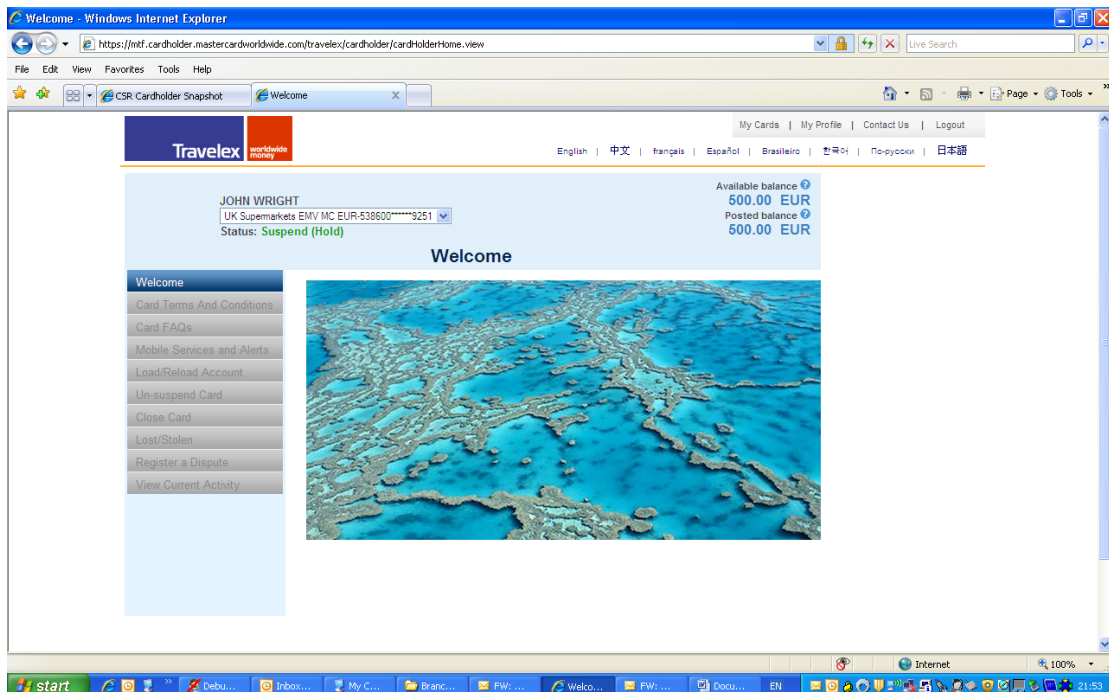 Welcome - Windows Internet Explorer
https://mtf.cardholder.mastercardworldwide.com/travelex/cardholder/cardHolderHome.view
Live Search
File Edit View Favorites Tools Help
CSR Cardholder Snapshot
Welcome
Page
Tools
My Cards | My Profile | Contact Us | Logout
Travelex worldwide money
English | 中文 | français | Español | Brasileiro | 한국어 | По-русски | 日本語
JOHN WRIGHT
UK Supermarkets EMV MC EUR-538600******9251
Status: Suspend (Hold)
Available balance
500.00 EUR
Posted balance
500.00 EUR
Welcome
Welcome
Card Terms And Conditions
Card FAQs
Mobile Services and Alerts
Load/Reload Account
Un-suspend Card
Close Card
Lost/Stolen
Register a Dispute
View Current Activity
Internet
100%
start
Debu...
Inbox...
My C...
Branc...
FW: ...
Welco...
FW: ...
Docu...
EN
21:53